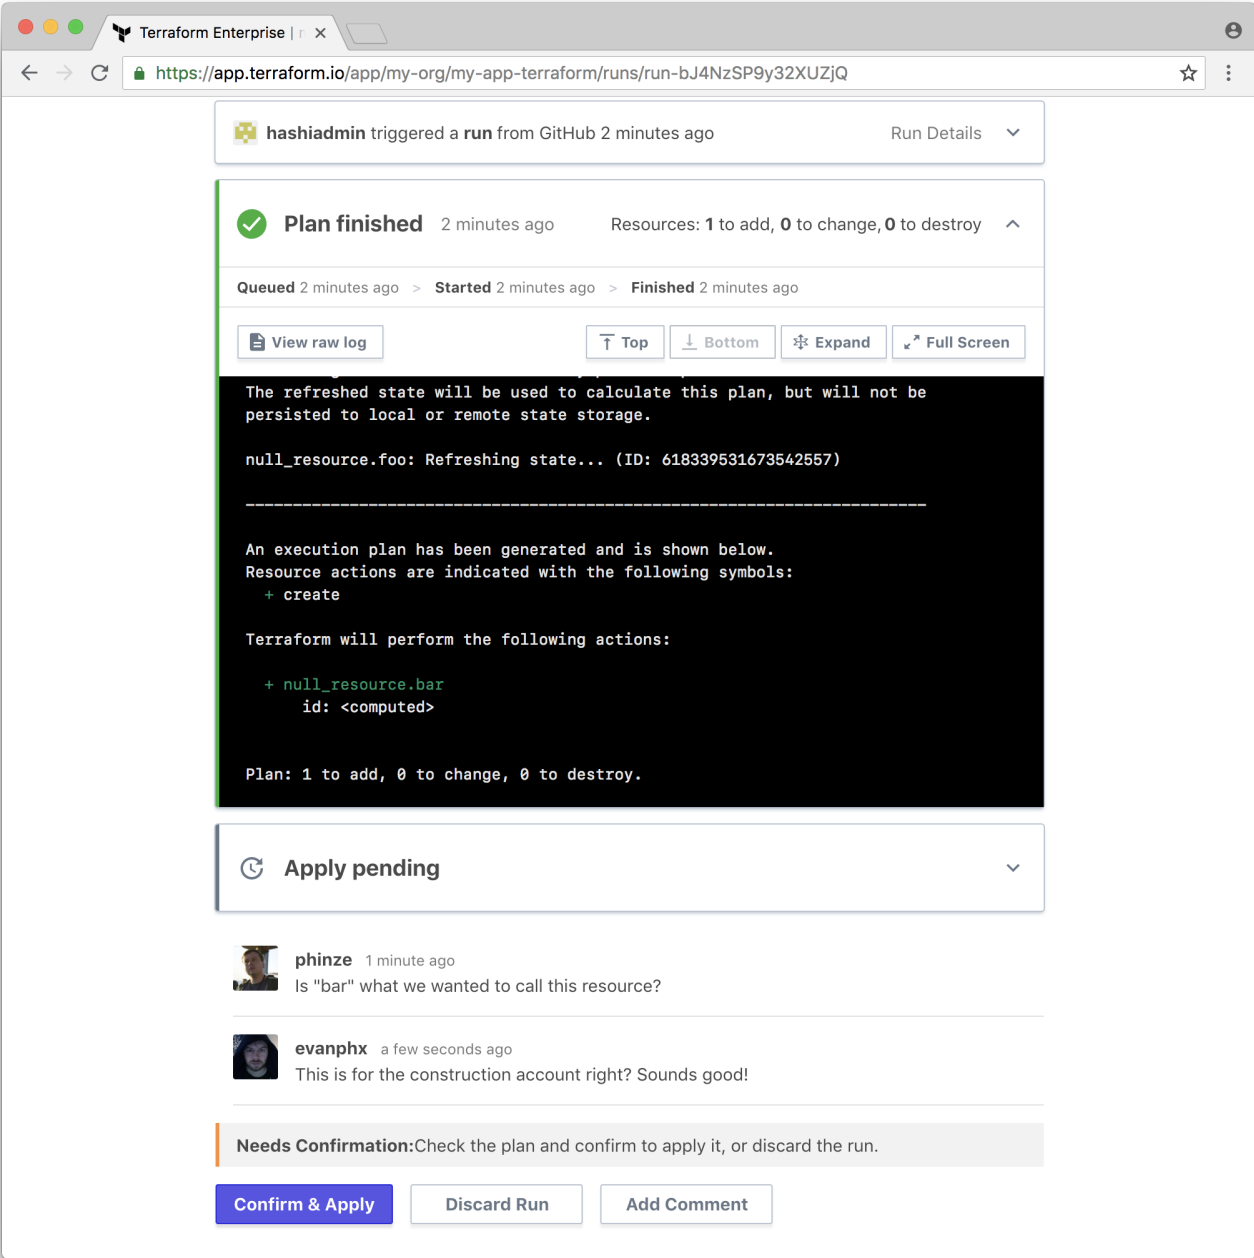 Terraform Enterprise | r
https://app.terraform.io/app/my-org/my-app-terraform/runs/run-bJ4NzSP9y32XUZjQ
hashiadmin triggered a run from GitHub 2 minutes ago Run Details
Plan finished 2 minutes ago Resources: 1 to add, 0 to change, 0 to destroy
Queued 2 minutes ago > Started 2 minutes ago > Finished 2 minutes ago
View raw log Top Bottom Expand Full Screen
The refreshed state will be used to calculate this plan, but will not be
persisted to local or remote state storage.
null_resource.foo: Refreshing state... (ID: 618339531673542557)
------------------------------------------------------------------------
An execution plan has been generated and is shown below.
Resource actions are indicated with the following symbols:
+ create
Terraform will perform the following actions:
+ null_resource.bar
id: <computed>
Plan: 1 to add, 0 to change, 0 to destroy.
Apply pending
phinze 1 minute ago
Is "bar" what we wanted to call this resource?
evanphx a few seconds ago
This is for the construction account right? Sounds good!
Needs Confirmation:Check the plan and confirm to apply it, or discard the run.
Confirm & Apply Discard Run Add Comment